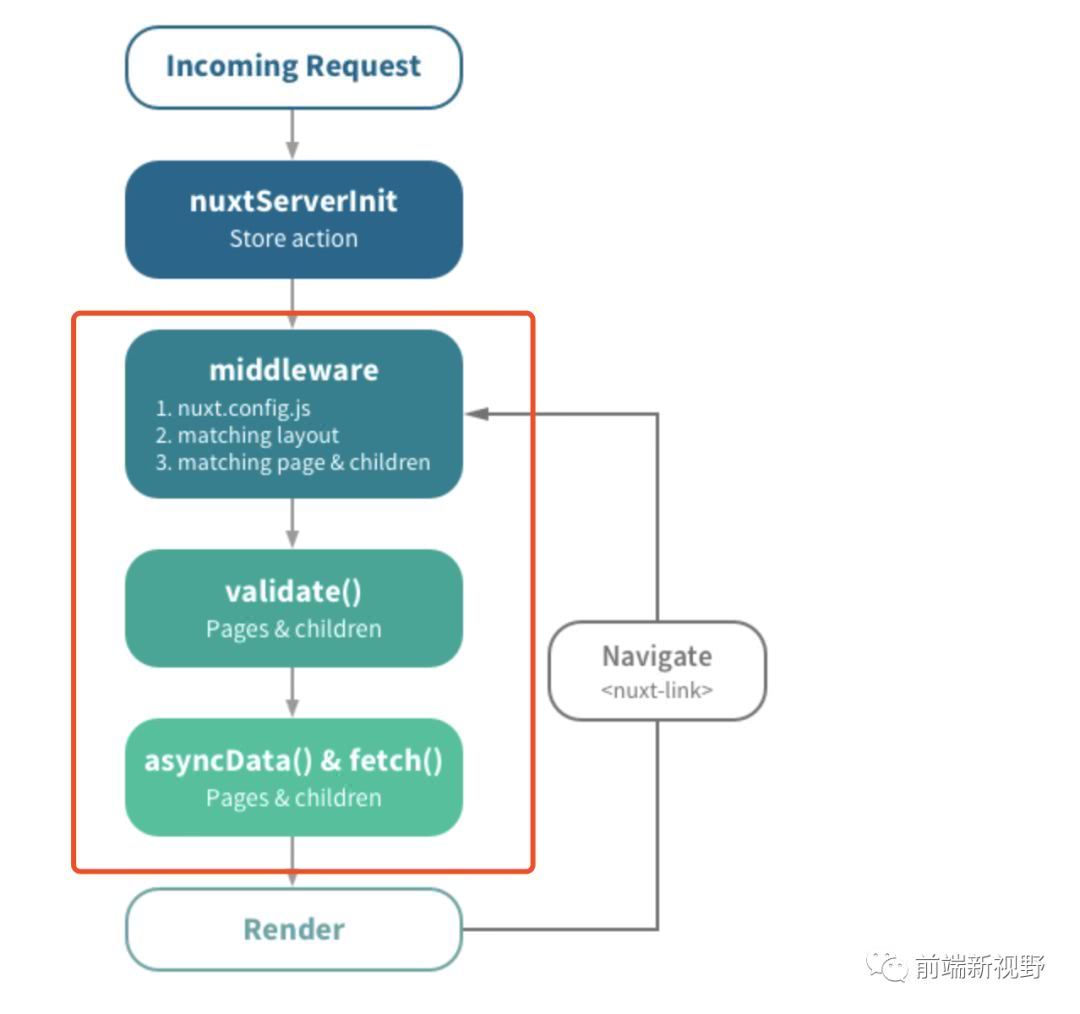 Incoming Request
nuxtServerInit
Store action
middleware
1. nuxt.config.js
2. matching layout
3. matching page & children
validate()
Pages & children
Navigate
<nuxt-link>
asyncData() & fetch()
Pages & children
Render
前端新视野